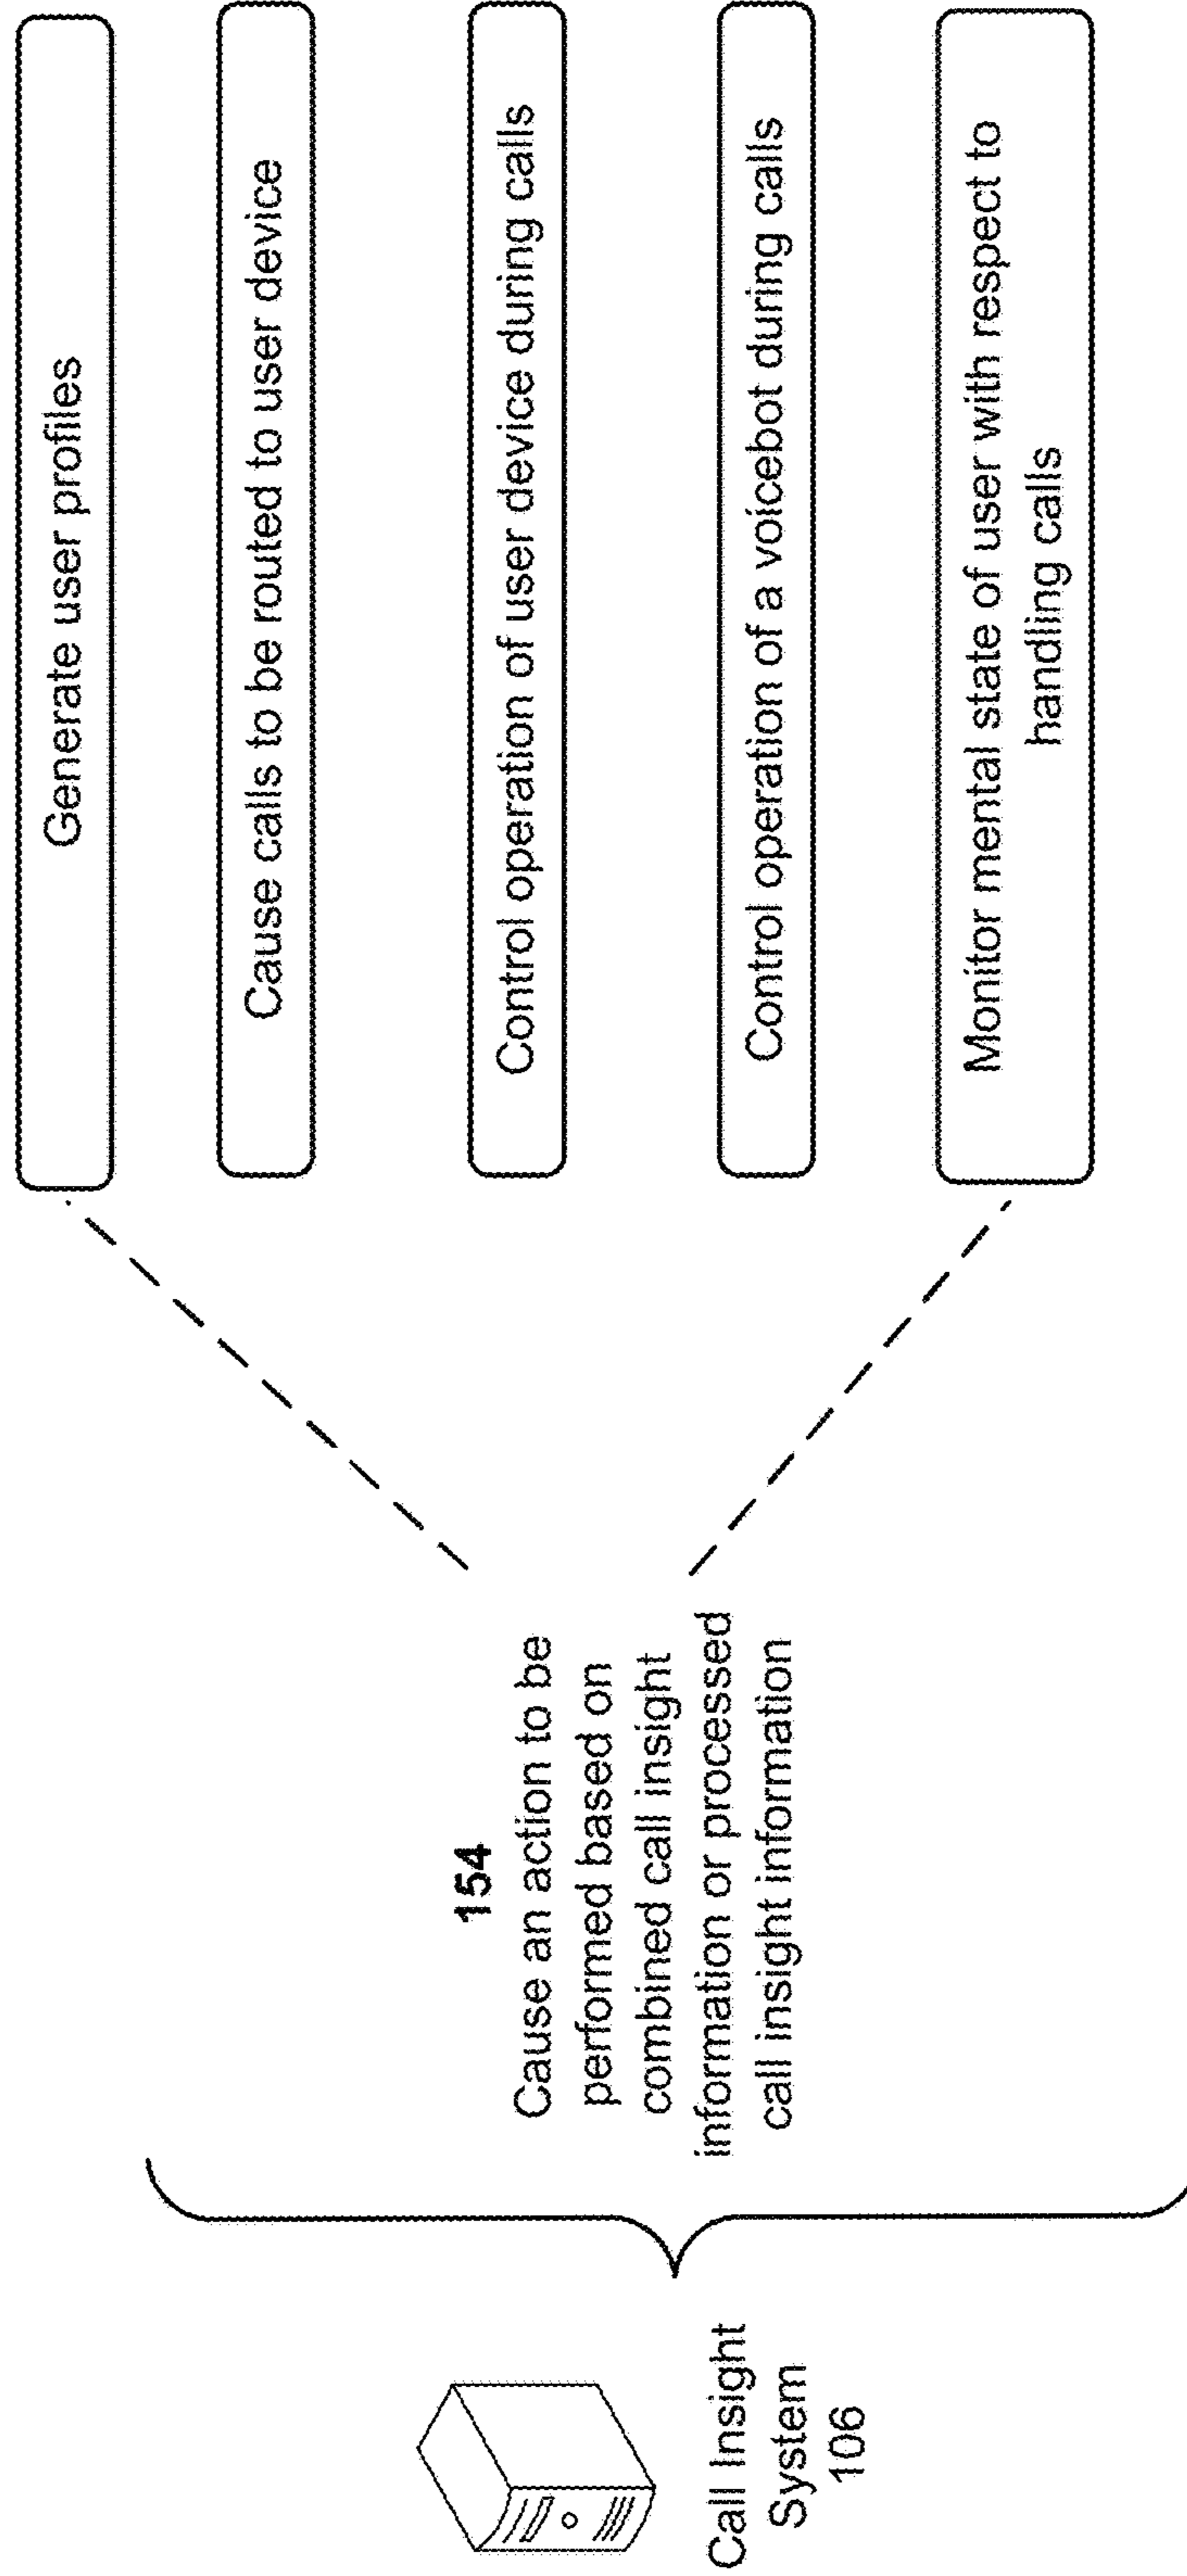 Call Insight
System
106
154
Cause an action to be
performed based on
combined call insight
information or processed
call insight information
Generate user profiles
Cause calls to be routed to user device
Control operation of user device during calls
Control operation of a voicebot during calls
Monitor mental state of user with respect to
handling calls